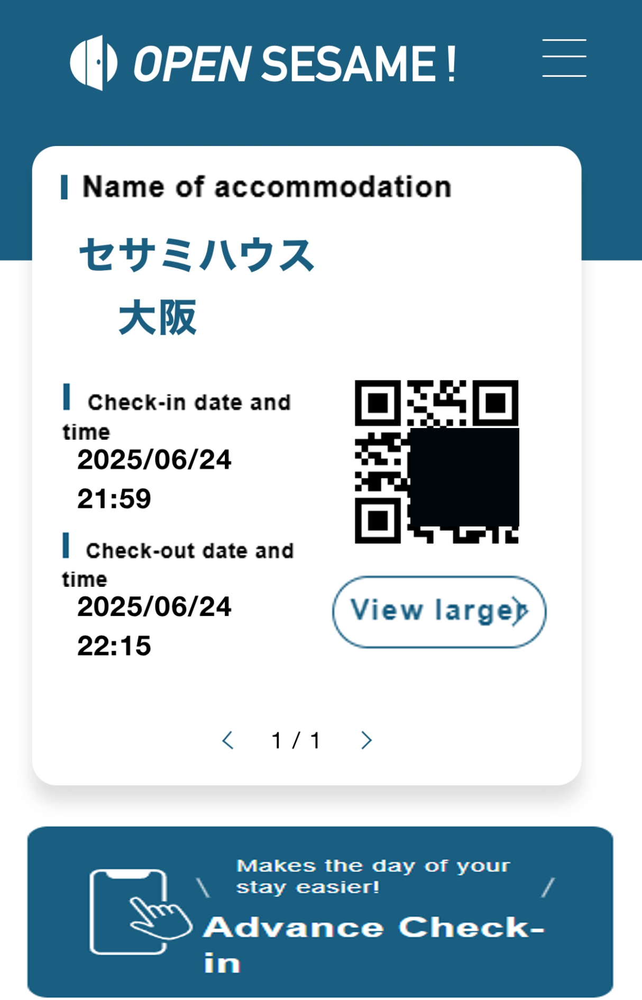 OPEN SESAME!
Name of accommodation
セサミハウス
大阪
Check-in date and
time
2025/06/24
21:59
Check-out date and
time
2025/06/24
22:15
View larger
1 / 1
Makes the day of your
stay easier!
Advance Check-
in